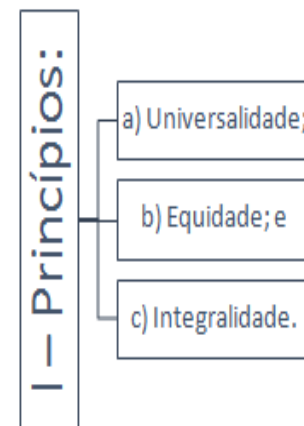 I – Princípios:
a) Universalidade;
b) Equidade; e
c) Integralidade.